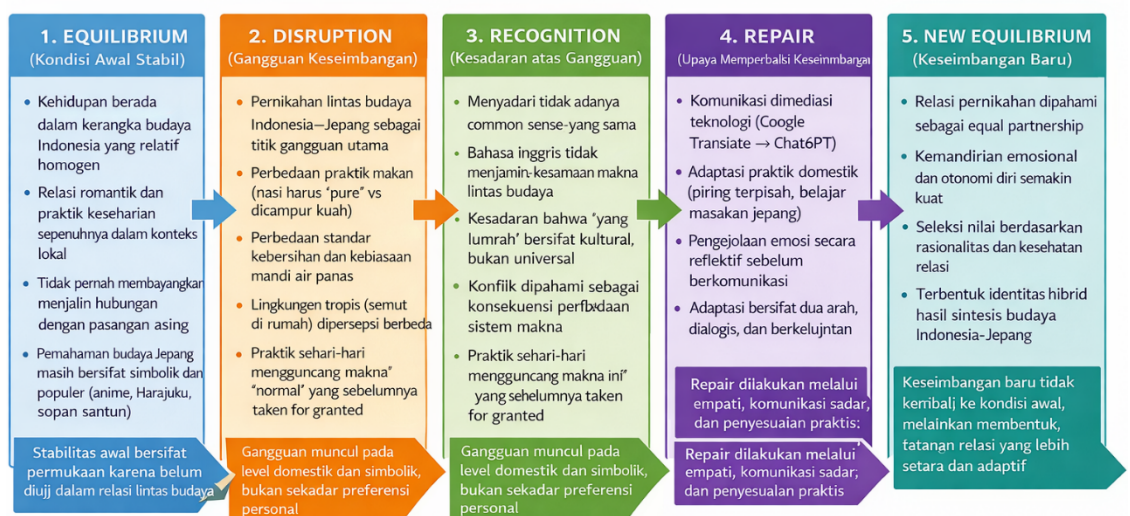 1. EQUILIBRIUM
(Kondisi Awal Stabil)
• Kehidupan berada
dalam kerangka budaya
Indonesia yang relatif
homogen
• Relasi romantik dan
praktik keseharian
sepenuhnya dalam konteks
lokal
• Tidak pernah membayangkan
menjalin hubungan
dengan pasangan asing
• Pemahaman budaya Jepang
masih bersifat simbolik dan
populer (anime, Harajuku,
sopan santun)
Stabilitas awal bersifat
permukaan karena belum
diujj dalam relasi lintas budaya
2. DISRUPTION
(Gangguan Keseimbangan)
• Pernikahan lintas budaya
Indonesia—Jepang sebagai
titik gangguan utama
• Perbedaan praktik makan
(nasi harus "pure" vs
dicampur kuah)
• Perbedaan standar
kebersihan dan kebiasaan
mandi air panas
• Lingkungan tropis (semut
di rumah) dipersepsi berbeda
• Praktik sehari-hari
mengguncang makna"
"normal' yang sebelumnya
taken for granted
Gangguan muncul pada
level domestik dan simbolik,
bukan sekadar preferensi
personal
3. RECOGNITION
(Kesadaran atas Gangguan)
• Menyadari tidak adanya
common sense-yang sama
• Bahasa inggris tidak
menjamin-kesamaan makna
lintas budaya
• Kesadaran bahwa "yang
lumrah' bersifat kultural,
bukan universal
• Konflik dipahami sebagai
konsekuensi
sistem makna
• Praktik sehari-hari
mengguncang makna ini"
yang sehelumnya taken
for granted
Gangguan muncul pada
level domestik dan simbolik,
bukan sekadar preferensi
personal
4. REPAIR
(Upaya Memperbalsi
• Komunikasi dimediasi
teknologi (Coogle
Transiate → Chat6PT)
• Adaptasi praktik domestik
(piring terpisah, belajar
masakan jepang)
• Pengejolaan emosi secara
reflektif sebelum
berkomunikasi
• Adaptasi bersifat dua arah,
dialogis, dan berkelujntan
Repair dilakukan melalui
empati, komunikasi sadar,
dan penyesuaian praktis:
Repair dilakukan melalui
empati, komunikasi sadar;
dan penyesualan praktis
5. NEW EQUILIBRIUM
(Keseimbangan Baru)
• Relasi pernikahan dipahami
sebagai equal partnership
• Kemandirian emosional
dan otonomi diri semakin
kuat
• Seleksi nilai berdasarkan
rasionalitas dan kesehatan
relasi
• Terbentuk identitas hibrid
hasil sintesis budaya
Indonesia-Jepang
Keseimbangan baru tidak
kembalj ke kondisi awal,
melainkan membentuk,
tatanan relasi yang lebih
setara dan adaptif